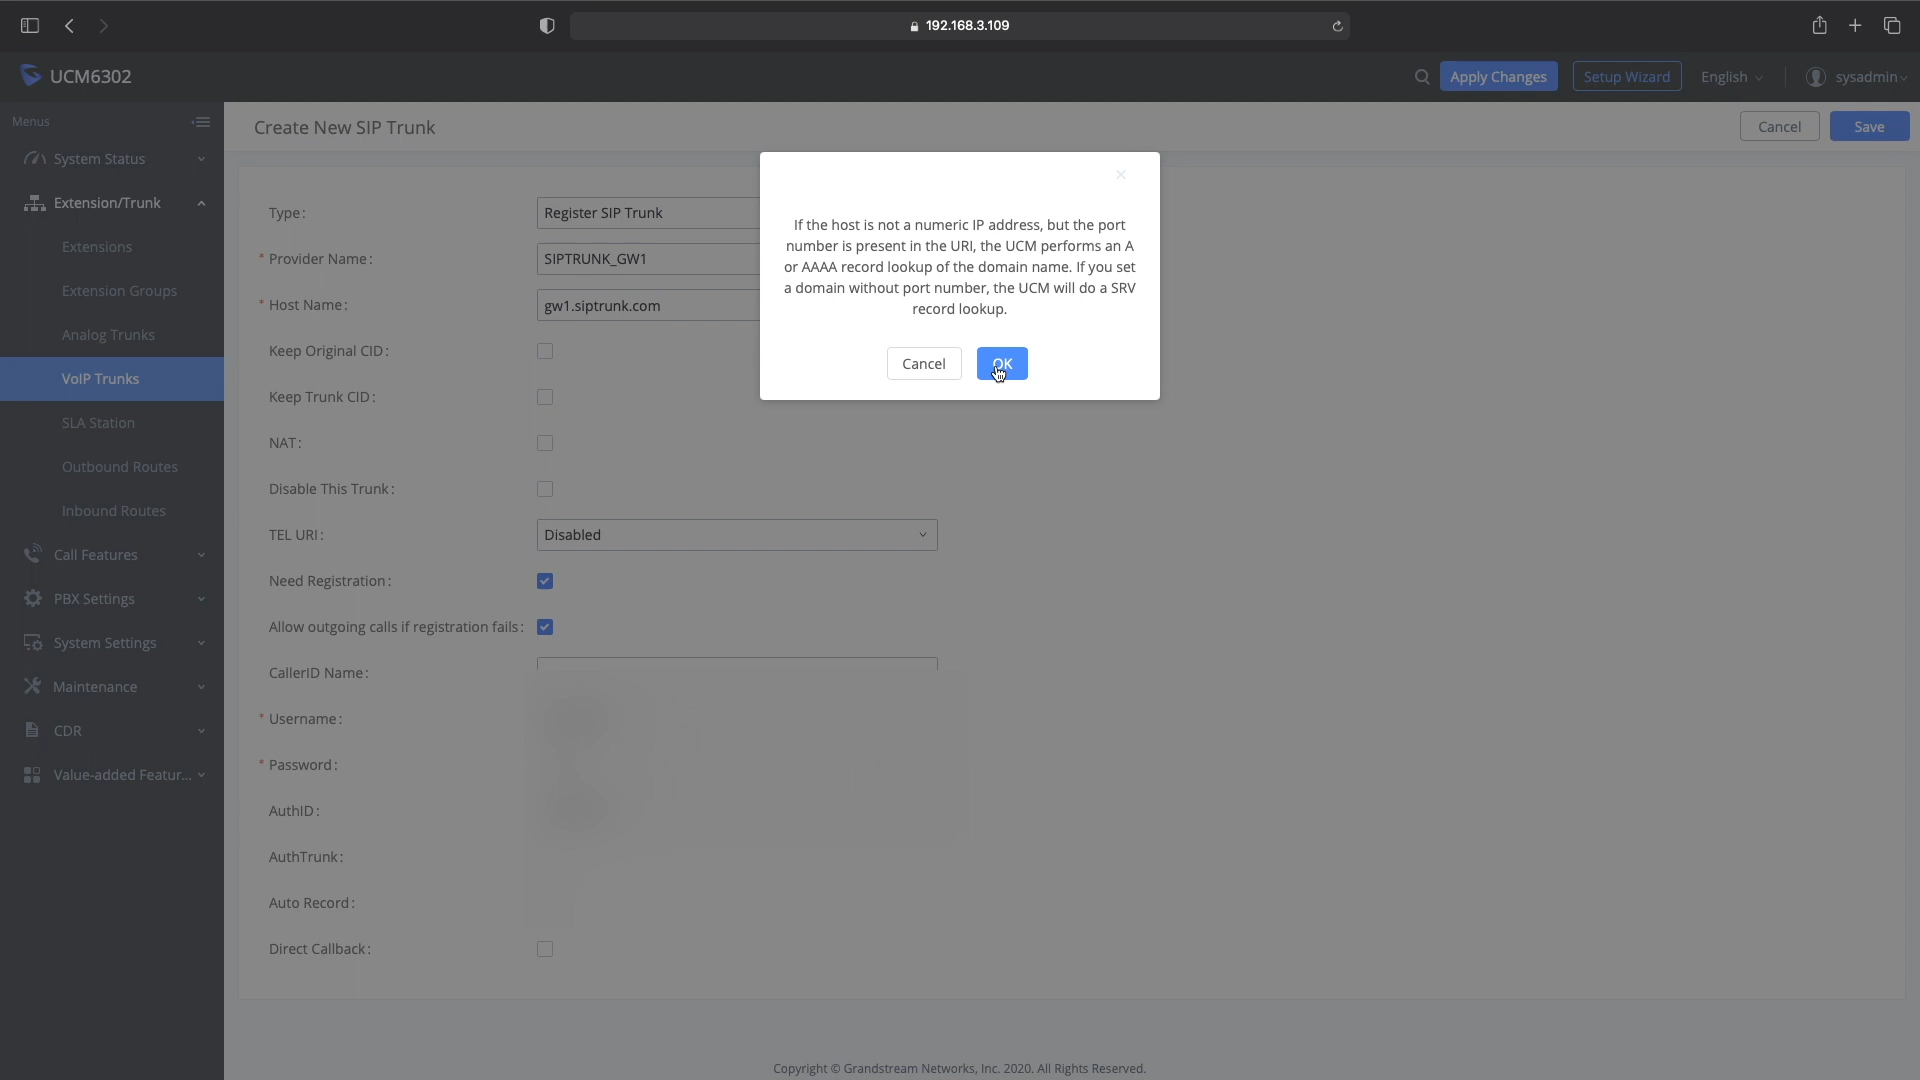 192.168.3.109
UCM6302
Apply Changes
Setup Wizard
English
sysadmin
Menus
System Status
Extension/Trunk
Extensions
Extension Groups
Analog Trunks
VoIP Trunks
SLA Station
Outbound Routes
Inbound Routes
Call Features
PBX Settings
System Settings
Maintenance
CDR
Value-added Featur...
Create New SIP Trunk
Cancel
Save
Type:
Register SIP Trunk
* Provider Name:
SIPTRUNK_GW1
* Host Name:
gw1.siptrunk.com
Keep Original CID:
Keep Trunk CID:
NAT:
Disable This Trunk:
TEL URI:
Disabled
Need Registration:
Allow outgoing calls if registration fails:
CallerID Name:
* Username:
* Password:
AuthID:
AuthTrunk:
Auto Record:
Direct Callback:
If the host is not a numeric IP address, but the port
number is present in the URI, the UCM performs an A
or AAAA record lookup of the domain name. If you set
a domain without port number, the UCM will do a SRV
record lookup.
Cancel
OK
Copyright © Grandstream Networks, Inc. 2020. All Rights Reserved.